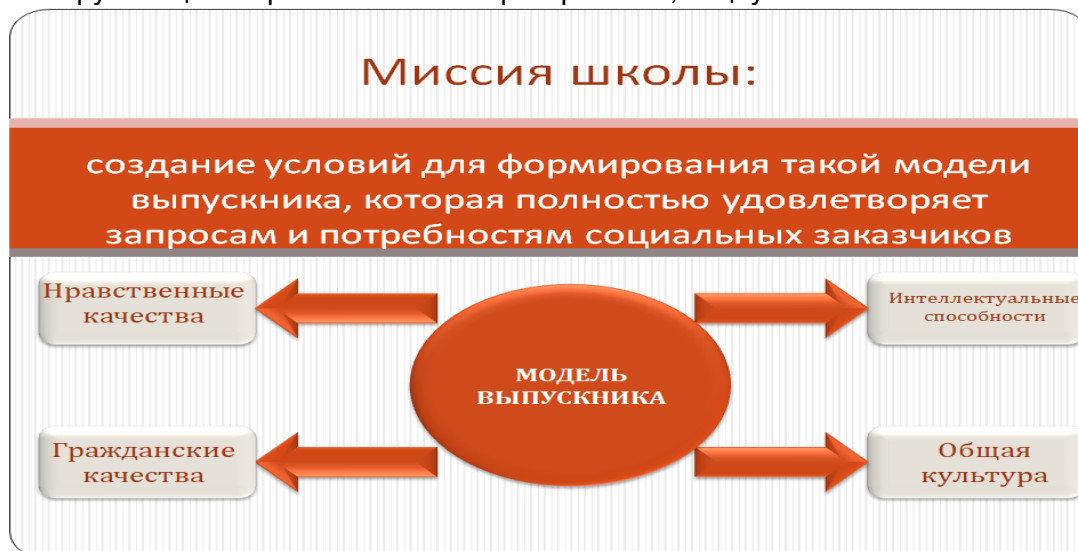 Миссия школы:
создание условий для формирования такой модели
выпускника, которая полностью удовлетворяет
запросам и потребностям социальных заказчиков
Нравственные
качества
Интеллектуальные
способности
МОДЕЛЬ
ВЫПУСКНИКА
Гражданские
качества
Общая
культура